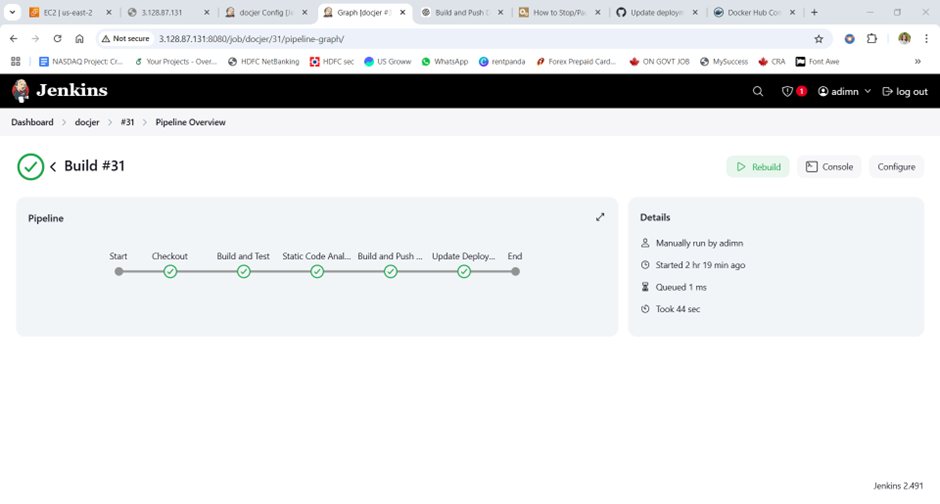 EC2 | us-east-2
3.128.87.131
docjer Config [Je
Graph [docjer #3
Build and Push D
How to Stop/Pau
Update deploym
Docker Hub Con
Not secure 3.128.87.131:8080/job/docjer/31/pipeline-graph/
NASDAQ Project: Cr... Your Projects - Over... HDFC NetBanking HDFC sec US Groww WhatsApp rentpanda Forex Prepaid Card... ON GOVT JOB MySuccess CRA Font Awe
Jenkins 1 adimn log out
Dashboard docjer #31 Pipeline Overview
Build #31
Rebuild Console Configure
Pipeline
Start Checkout Build and Test Static Code Anal... Build and Push ... Update Deploy... End
Details
Manually run by adimn
Started 2 hr 19 min ago
Queued 1 ms
Took 44 sec
Jenkins 2.491